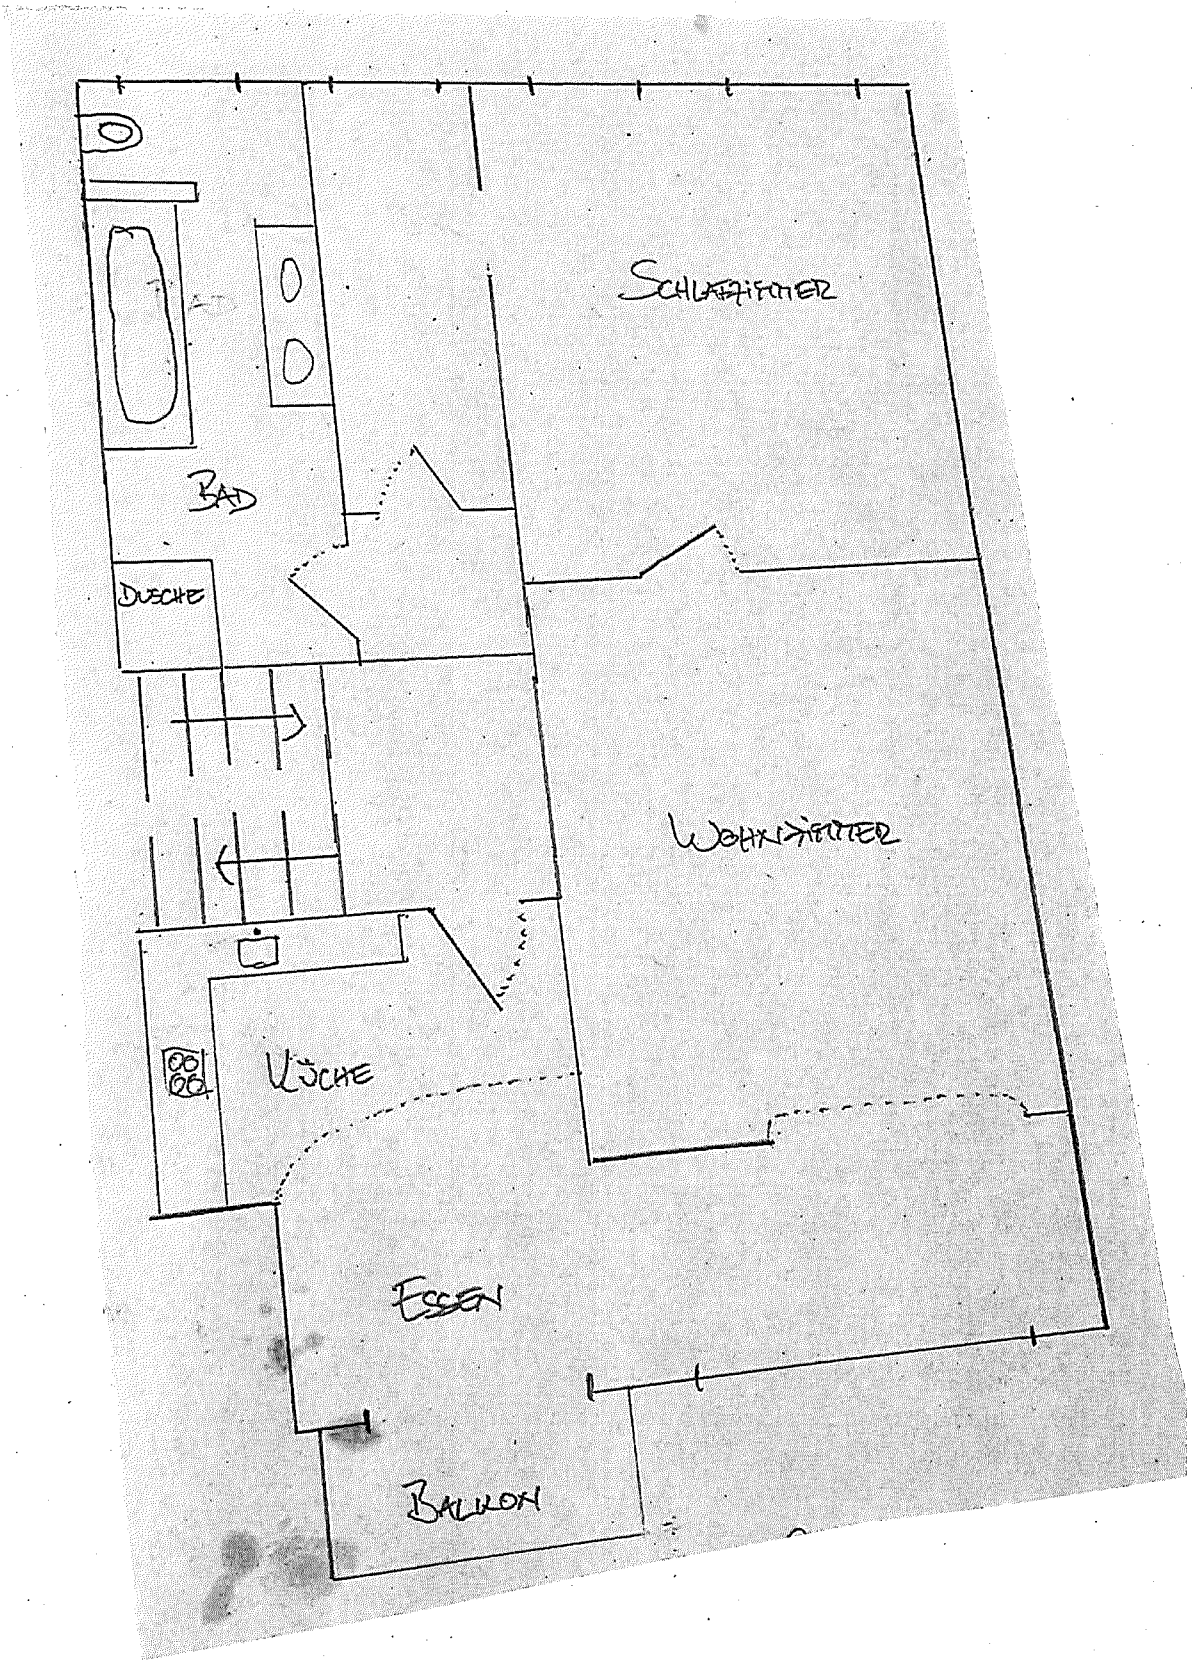 SCHLAFZIMMER
BAD
DUSCHE
WOHNZIMMER
KÜCHE
ESSEN
BALKON